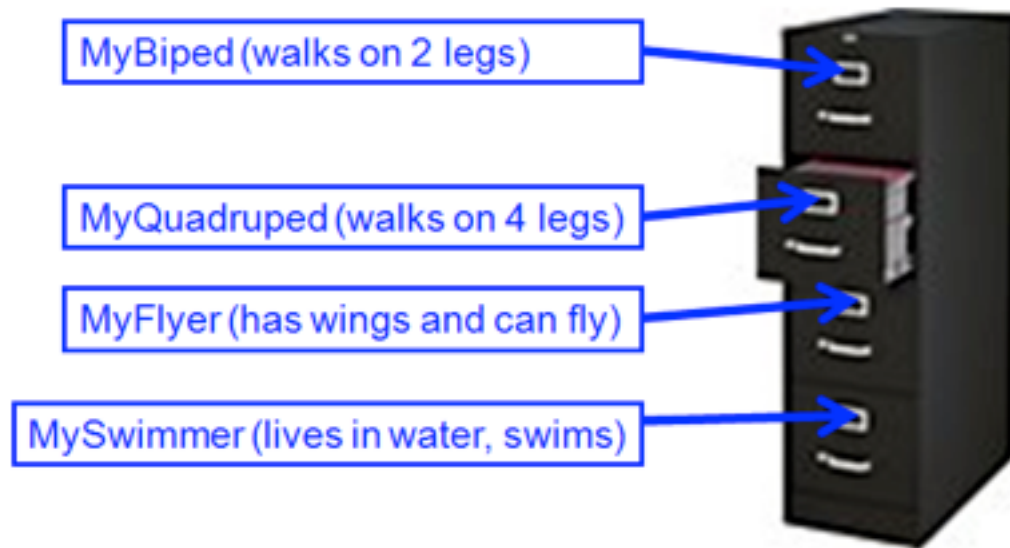 MyBiped (walks on 2 legs)
MyQuadruped (walks on 4 legs)
MyFlyer (has wings and can fly)
MySwimmer (lives in water, swims)